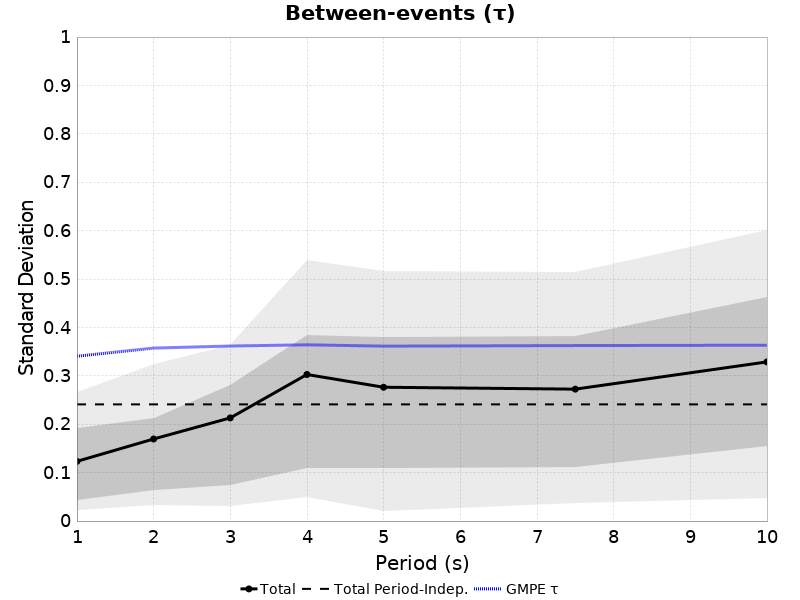 Between-events (τ)
Standard Deviation
1
0.9
0.8
0.7
0.6
0.5
0.4
0.3
0.2
0.1
0
1 2 3 4 5 6 7 8 9 10
Period (s)
Total Total Period-Indep. GMPE τ